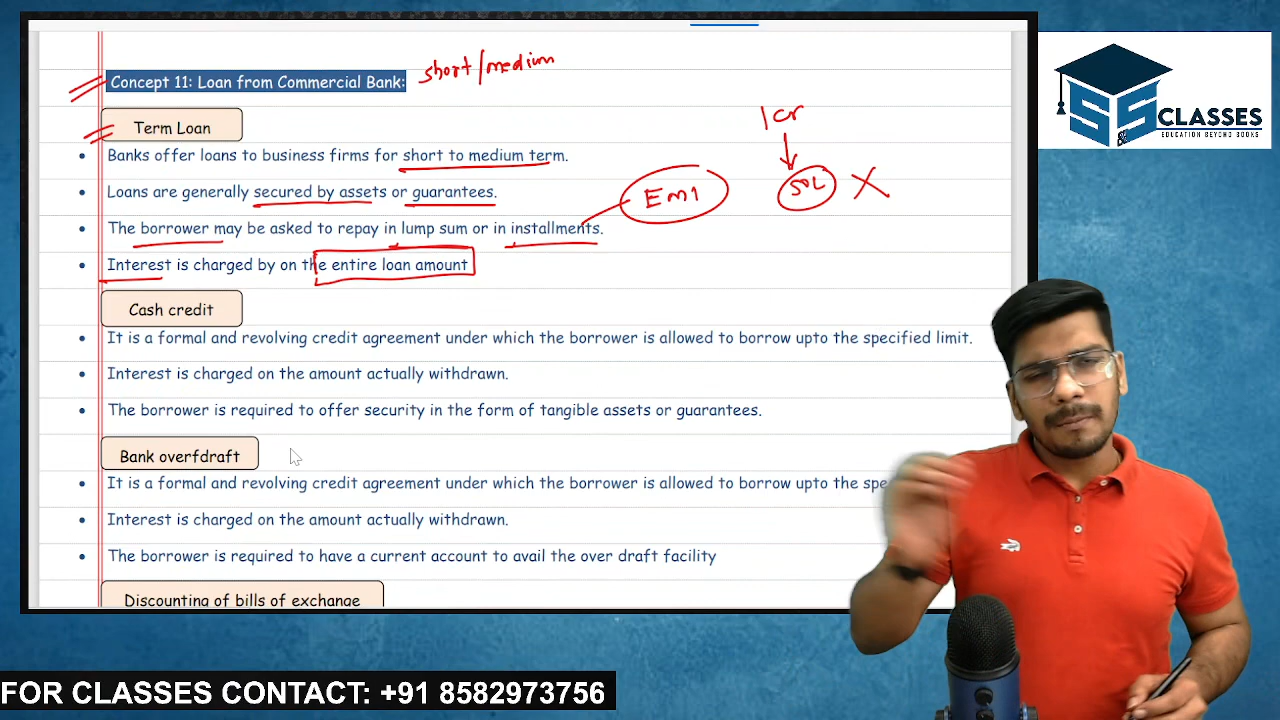 Concept 11: Loan from Commercial Bank: short/medium
Term Loan
1 cr
• Banks offer loans to business firms for short to medium term.
• Loans are generally secured by assets or guarantees.
EMI
50L X
• The borrower may be asked to repay in lump sum or in installments.
• Interest is charged by on the entire loan amount
Cash credit
• It is a formal and revolving credit agreement under which the borrower is allowed to borrow upto the specified limit.
• Interest is charged on the amount actually withdrawn.
• The borrower is required to offer security in the form of tangible assets or guarantees.
Bank overfdraft
• It is a formal and revolving credit agreement under which the borrower is allowed to borrow upto the spe
• Interest is charged on the amount actually withdrawn.
• The borrower is required to have a current account to avail the over draft facility
Discounting of bills of exchange
SS
&
CLASSES
EDUCATION BEYOND BOOKS
FOR CLASSES CONTACT: +91 8582973756